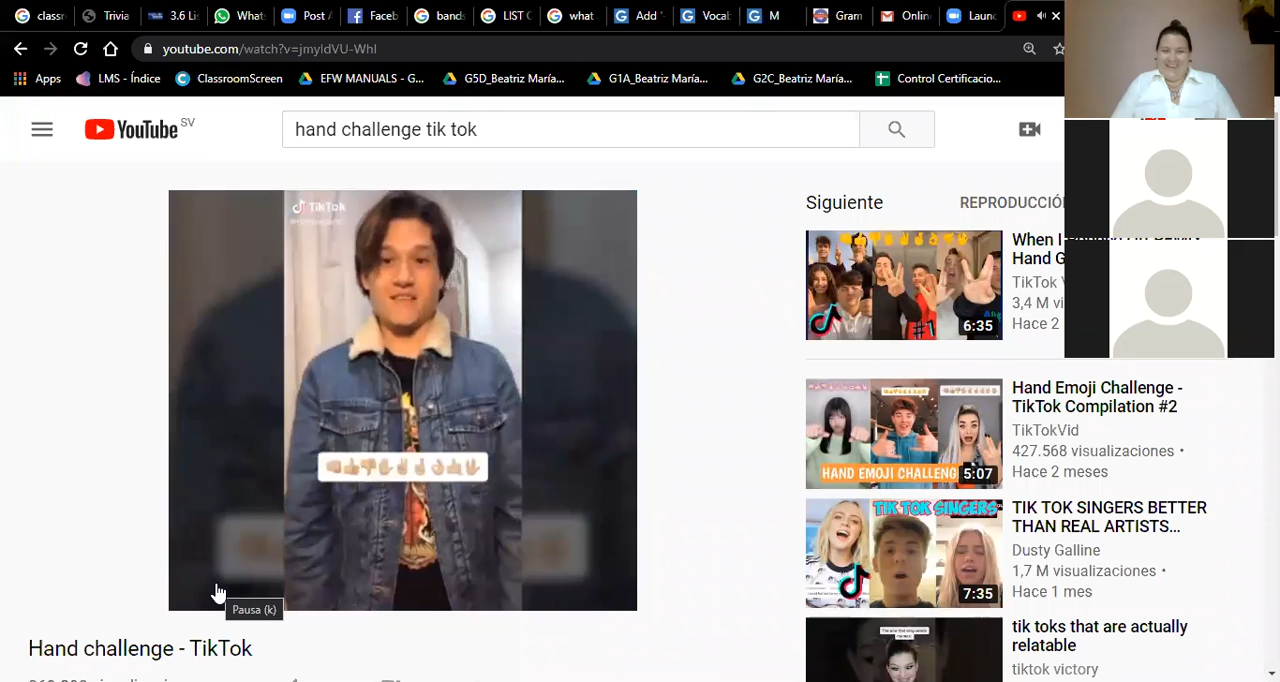 classr
Trivia
3.6 Li
What
Post
Faceb
bands
LIST C
what
Add '
Vocab
M
Gram
Onlin
Laun
youtube.com/watch?v=jmyldVU-WhI
Apps
LMS - Índice
ClassroomScreen
EFW MANUALS - G...
G5D_Beatriz María...
G1A_Beatriz María...
G2C_Beatriz María...
Control Certificacio...
YouTube SV
hand challenge tik tok
TikTok
Pausa (k)
Hand challenge - TikTok
Siguiente
REPRODUCCIÓ
6:35
Hand G
TikTok V
3,4 M vi
Hace 2
HAND EMOJI CHALLENG
5:07
Hand Emoji Challenge -
TikTok Compilation #2
TikTokVid
427.568 visualizaciones •
Hace 2 meses
TIK TOK SINGERS
7:35
TIK TOK SINGERS BETTER
THAN REAL ARTISTS...
Dusty Galline
1,7 M visualizaciones •
Hace 1 mes
tik toks that are actually
relatable
tiktok victory